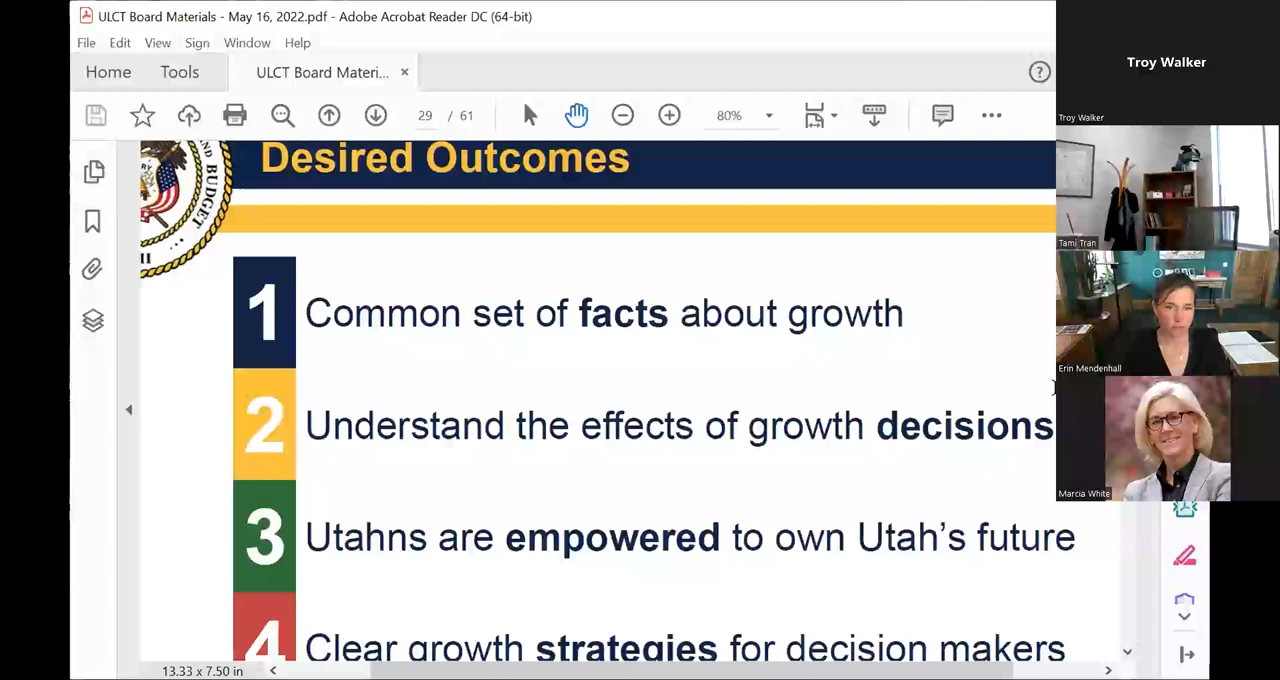 ULCT Board Materials - May 16, 2022.pdf - Adobe Acrobat Reader DC (64-bit)
File Edit View Sign Window Help
Home Tools ULCT Board Materi... ×
29 / 61 80%
AND BUDGET
Desired Outcomes
1 Common set of facts about growth
2 Understand the effects of growth decisions
3 Utahns are empowered to own Utah's future
4 Clear growth strategies for decision makers
13.33 x 7.50 in
Troy Walker
Troy Walker
Tami Tran
Erin Mendenhall
Marcia White